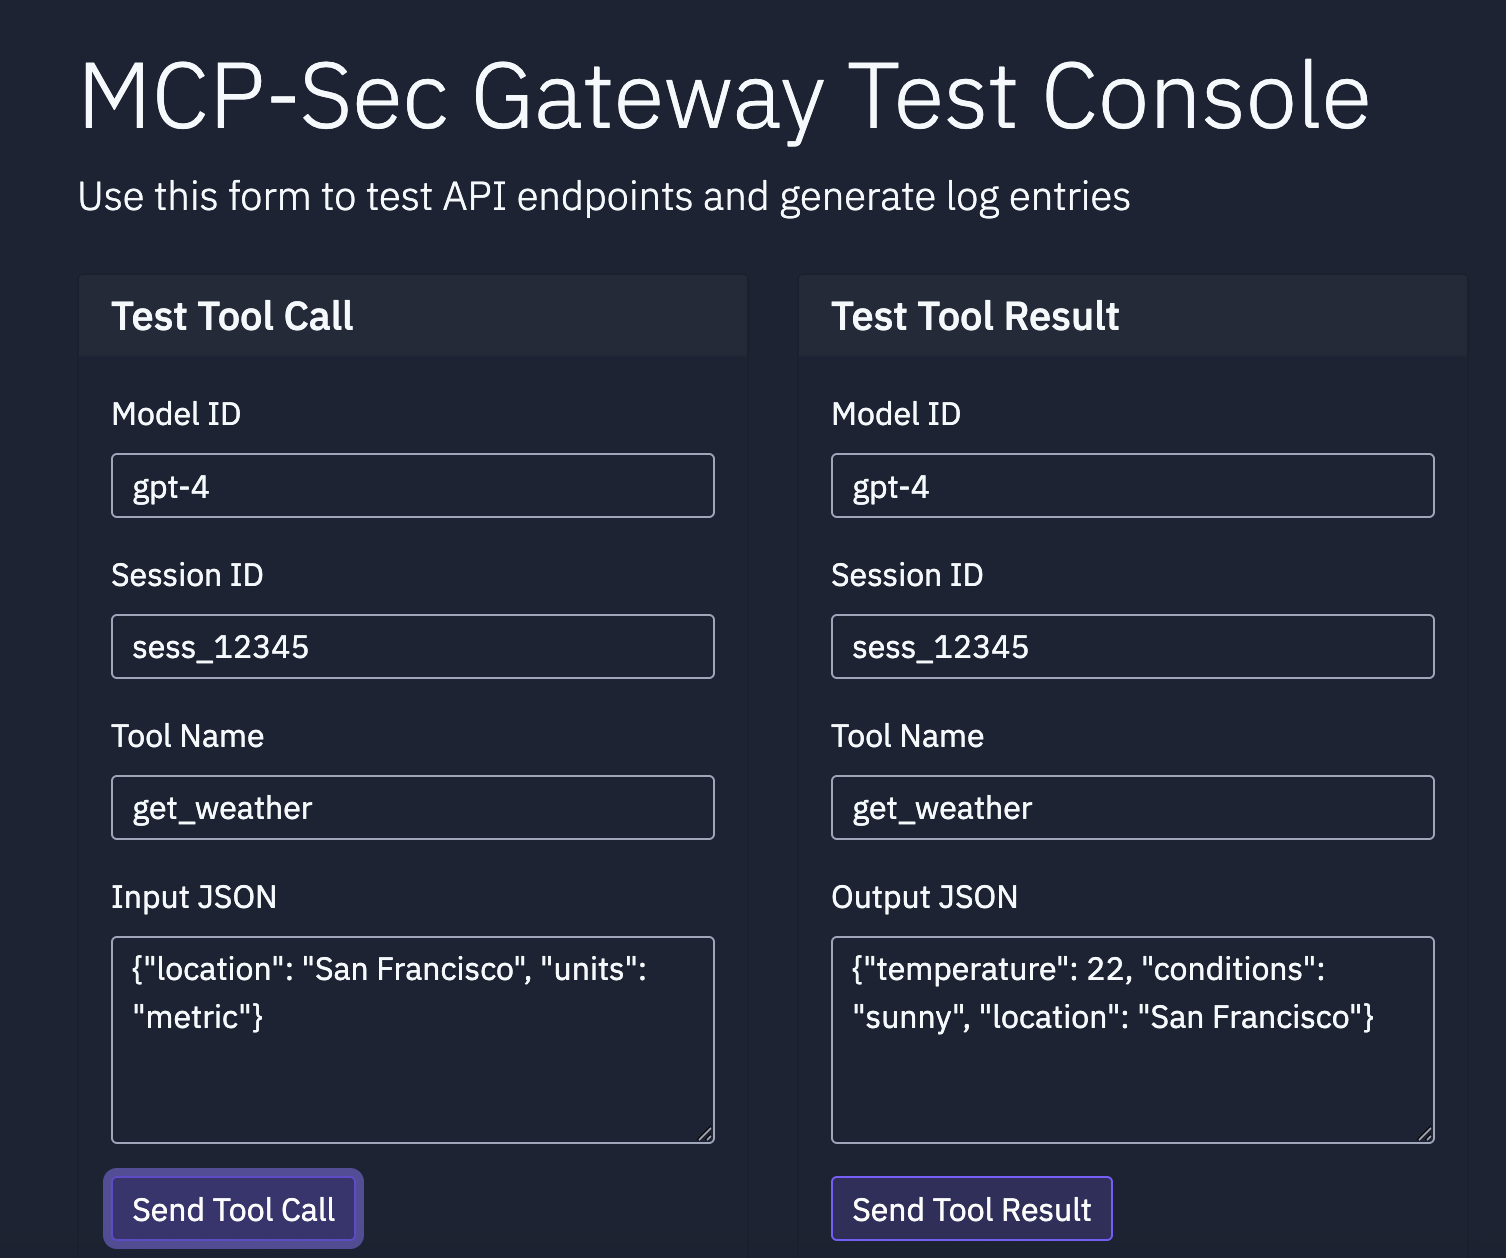 MCP-Sec Gateway Test Console
Use this form to test API endpoints and generate log entries
Test Tool Call
Model ID
gpt-4
Session ID
sess_12345
Tool Name
get_weather
Input JSON
{"location": "San Francisco", "units":
"metric"}
Send Tool Call
Test Tool Result
Model ID
gpt-4
Session ID
sess_12345
Tool Name
get_weather
Output JSON
{"temperature": 22, "conditions":
"sunny", "location": "San Francisco"}
Send Tool Result